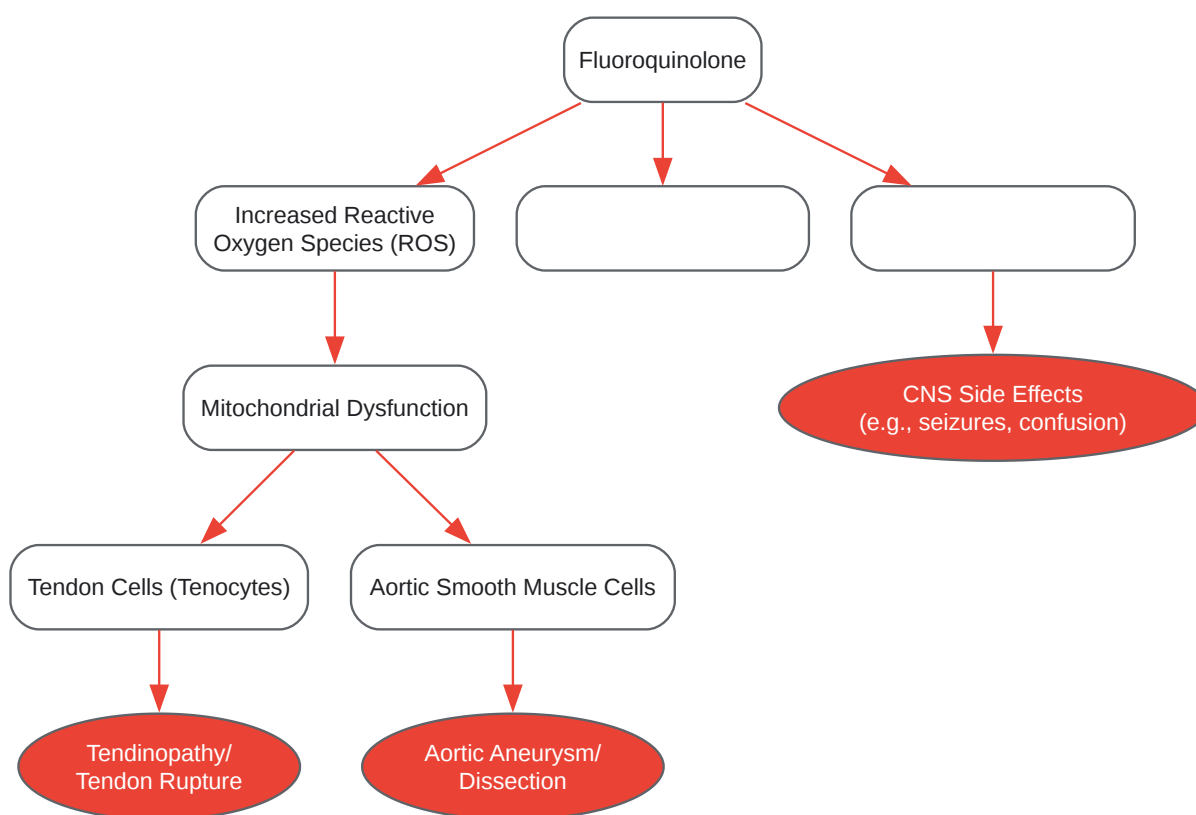 Fluoroquinolone
Increased Reactive
Oxygen Species (ROS)
Mitochondrial Dysfunction
CNS Side Effects
(e.g., seizures, confusion)
Tendon Cells (Tenocytes)
Aortic Smooth Muscle Cells
Tendinopathy/
Tendon Rupture
Aortic Aneurysm/
Dissection